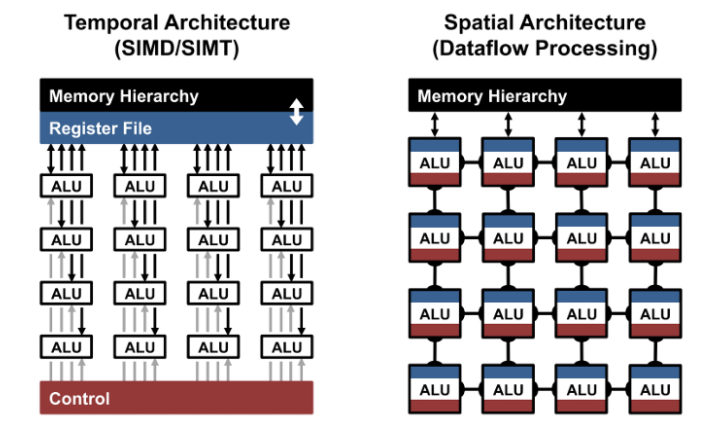 Temporal Architecture
(SIMD/SIMT)
Memory Hierarchy
Register File
ALU ALU ALU ALU
ALU ALU ALU ALU
ALU ALU ALU ALU
ALU ALU ALU ALU
Control
Spatial Architecture
(Dataflow Processing)
Memory Hierarchy
ALU ALU ALU ALU
ALU ALU ALU ALU
ALU ALU ALU ALU
ALU ALU ALU ALU